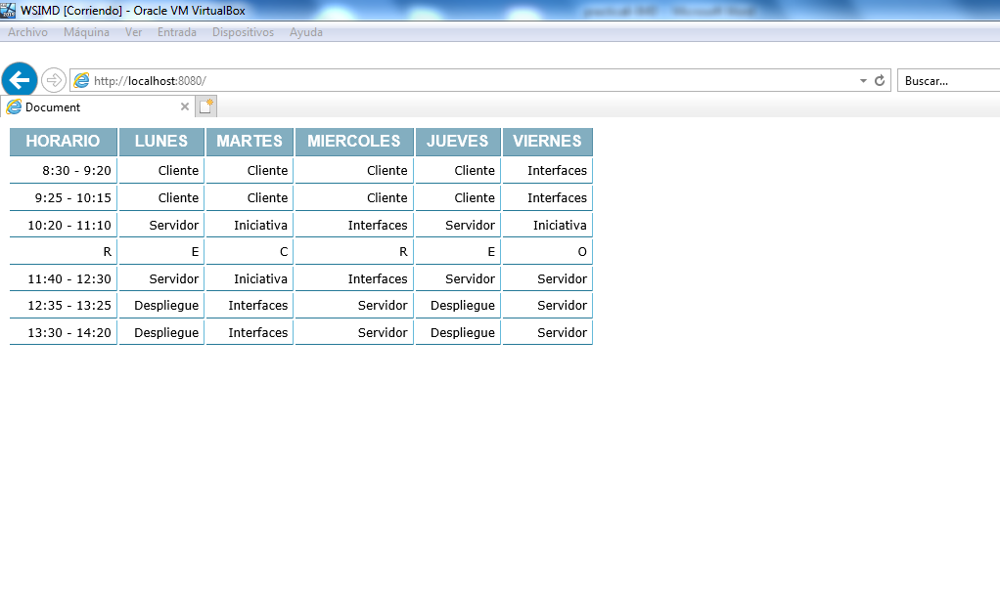 WSIMD [Corriendo] - Oracle VM VirtualBox
Archivo Máquina Ver Entrada Dispositivos Ayuda
http://localhost:8080/ Buscar...
Document
HORARIO LUNES MARTES MIERCOLES JUEVES VIERNES
8:30 - 9:20 Cliente Cliente Cliente Cliente Interfaces
9:25 - 10:15 Cliente Cliente Cliente Cliente Interfaces
10:20 - 11:10 Servidor Iniciativa Interfaces Servidor Iniciativa
R E C R E O
11:40 - 12:30 Servidor Iniciativa Interfaces Servidor Servidor
12:35 - 13:25 Despliegue Interfaces Servidor Despliegue Servidor
13:30 - 14:20 Despliegue Interfaces Servidor Despliegue Servidor